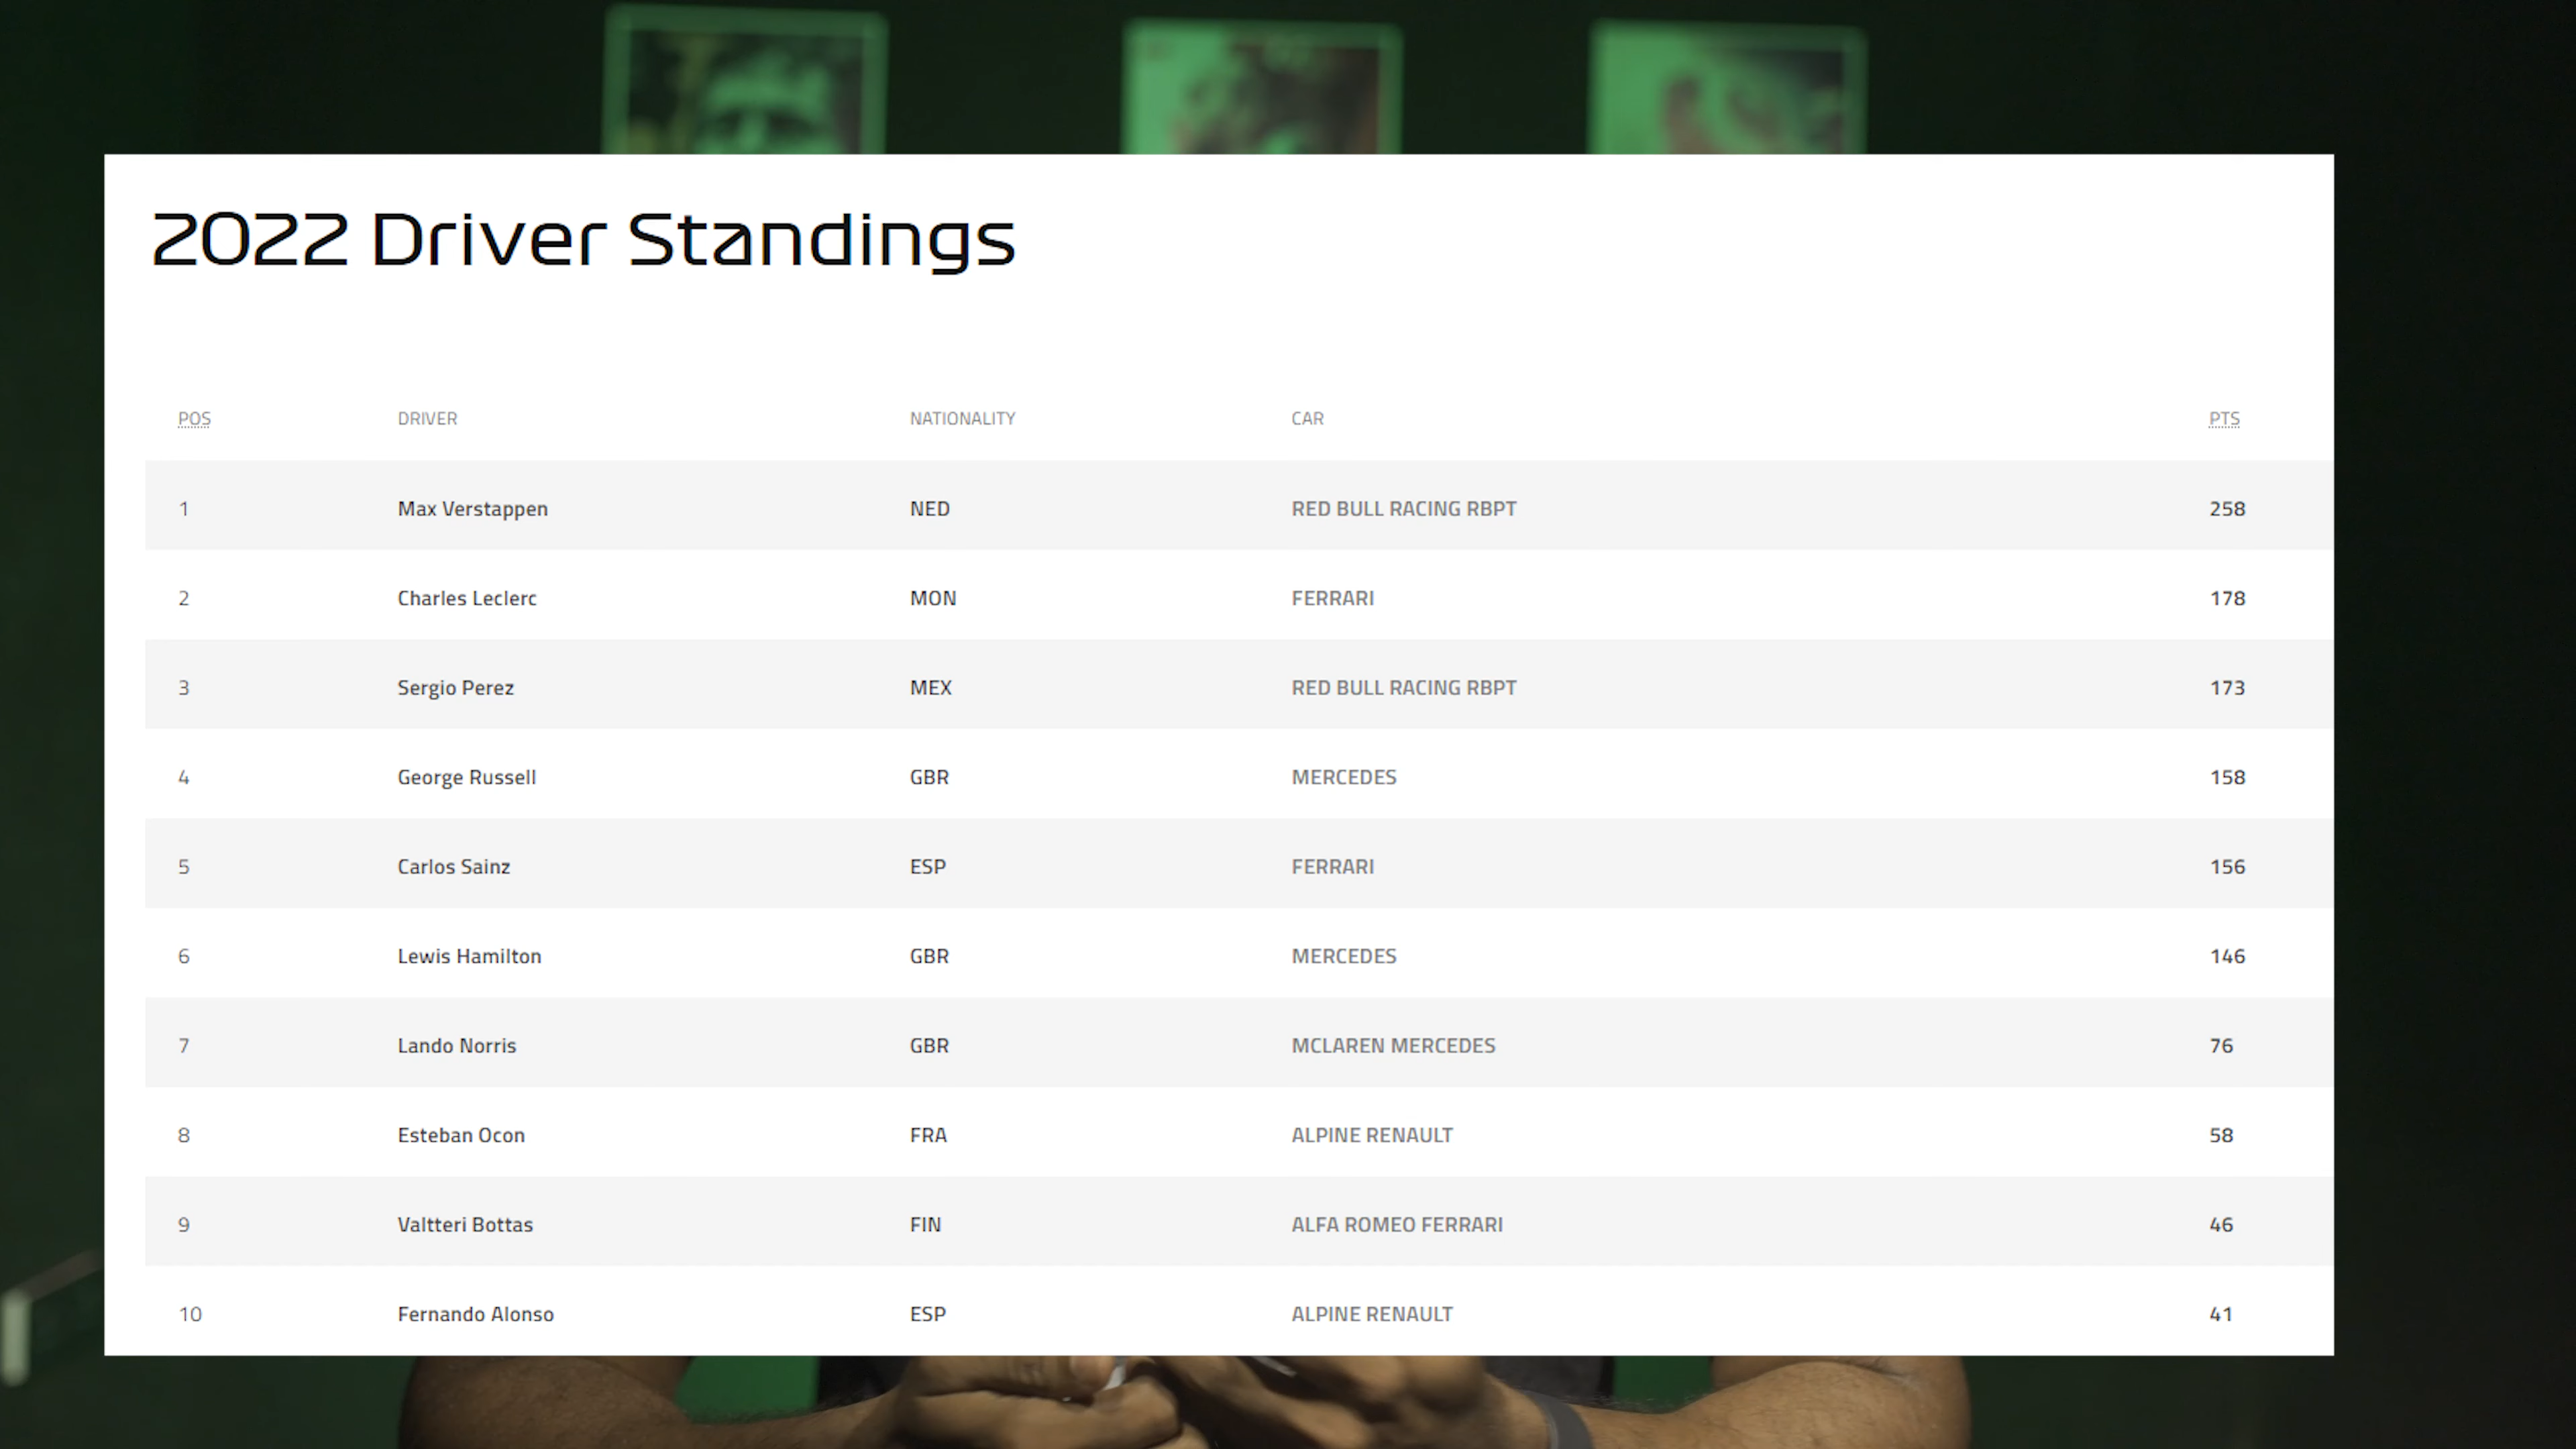 2022 Driver Standings
POS DRIVER NATIONALITY CAR PTS
1 Max Verstappen NED RED BULL RACING RBPT 258
2 Charles Leclerc MON FERRARI 178
3 Sergio Perez MEX RED BULL RACING RBPT 173
4 George Russell GBR MERCEDES 158
5 Carlos Sainz ESP FERRARI 156
6 Lewis Hamilton GBR MERCEDES 146
7 Lando Norris GBR MCLAREN MERCEDES 76
8 Esteban Ocon FRA ALPINE RENAULT 58
9 Valtteri Bottas FIN ALFA ROMEO FERRARI 46
10 Fernando Alonso ESP ALPINE RENAULT 41